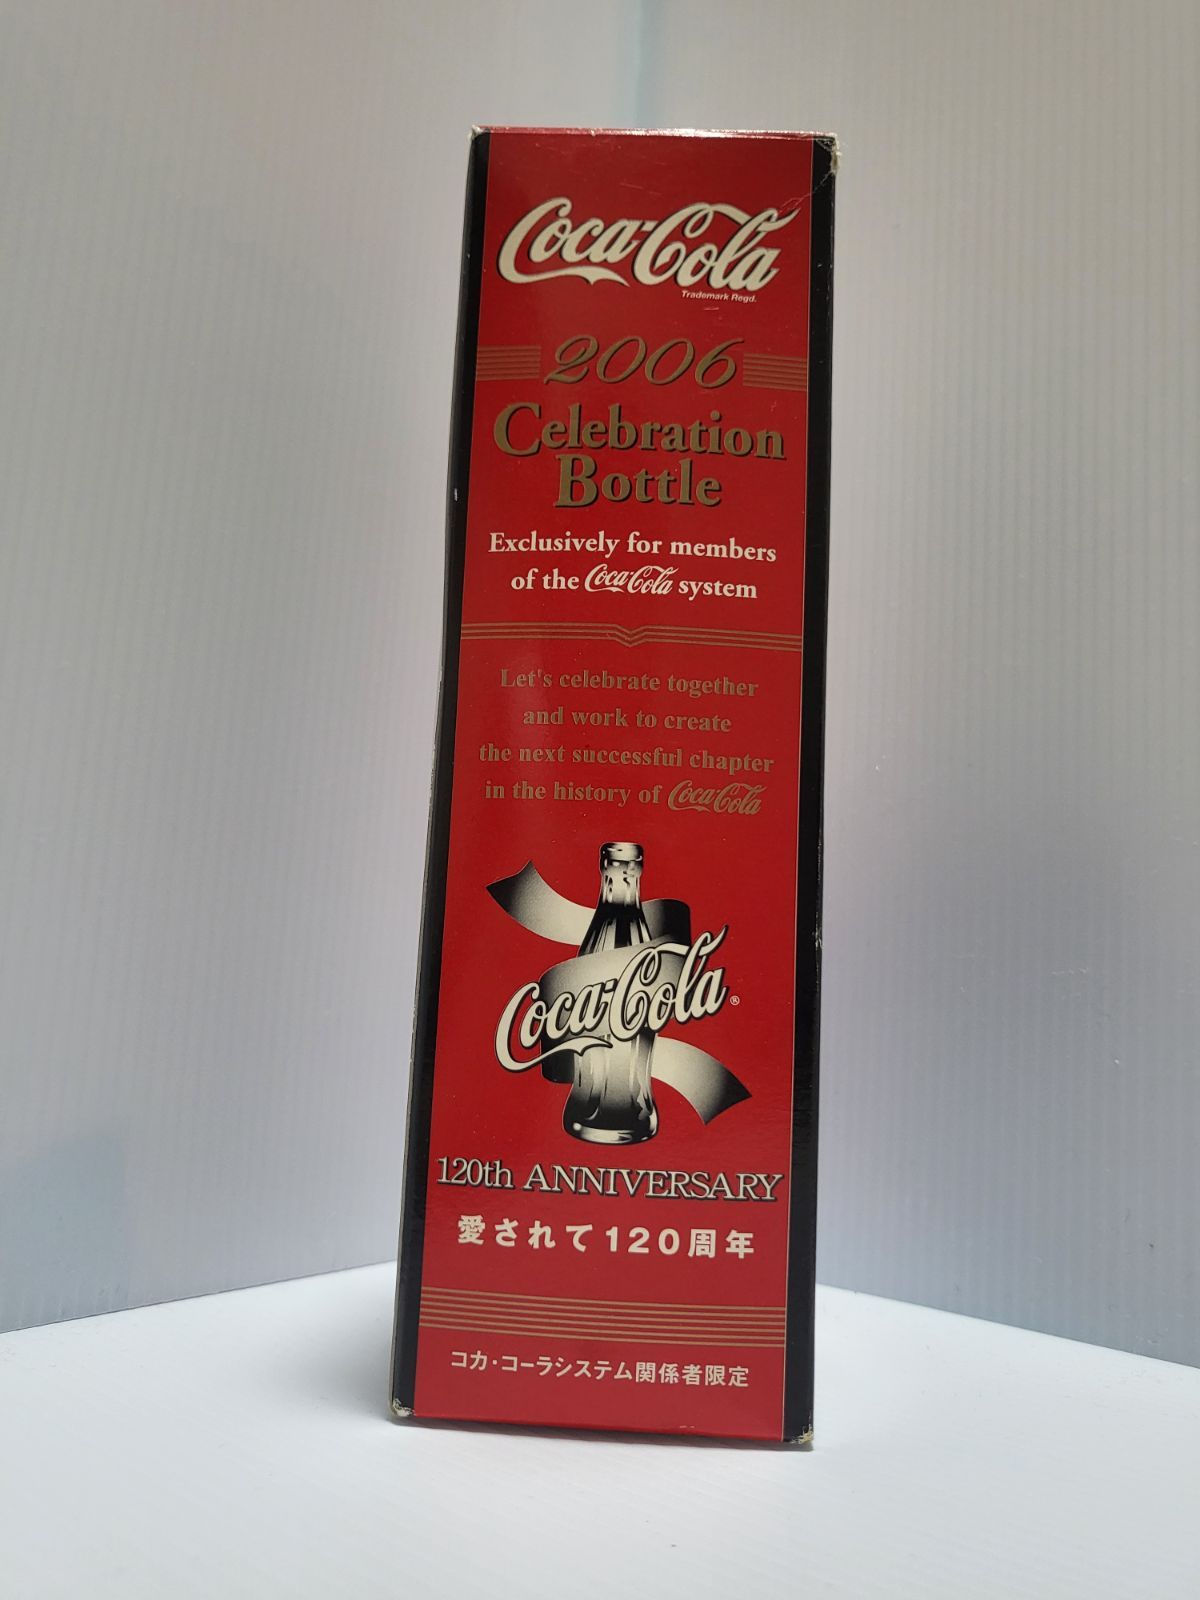 Coca-Cola
Trademark Regd.
2006
Celebration
Bottle
Exclusively for members
of the Coca-Cola system
Let's celebrate together
and work to create
the next successful chapter
in the history of Coca-Cola
Coca-Cola®
120th ANNIVERSARY
愛されて120周年
コカ・コーラシステム関係者限定